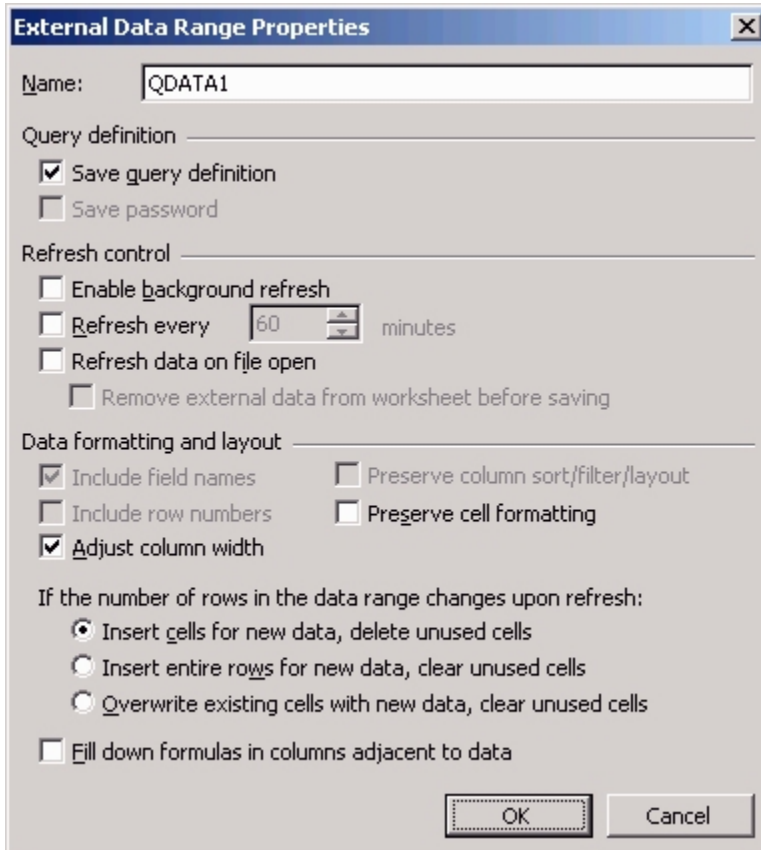 External Data Range Properties
Name: QDATA1
Query definition
Save query definition
Save password
Refresh control
Enable background refresh
Refresh every 60 minutes
Refresh data on file open
Remove external data from worksheet before saving
Data formatting and layout
Include field names Preserve column sort/filter/layout
Include row numbers Preserve cell formatting
Adjust column width
If the number of rows in the data range changes upon refresh:
Insert cells for new data, delete unused cells
Insert entire rows for new data, clear unused cells
Overwrite existing cells with new data, clear unused cells
Fill down formulas in columns adjacent to data
OK Cancel